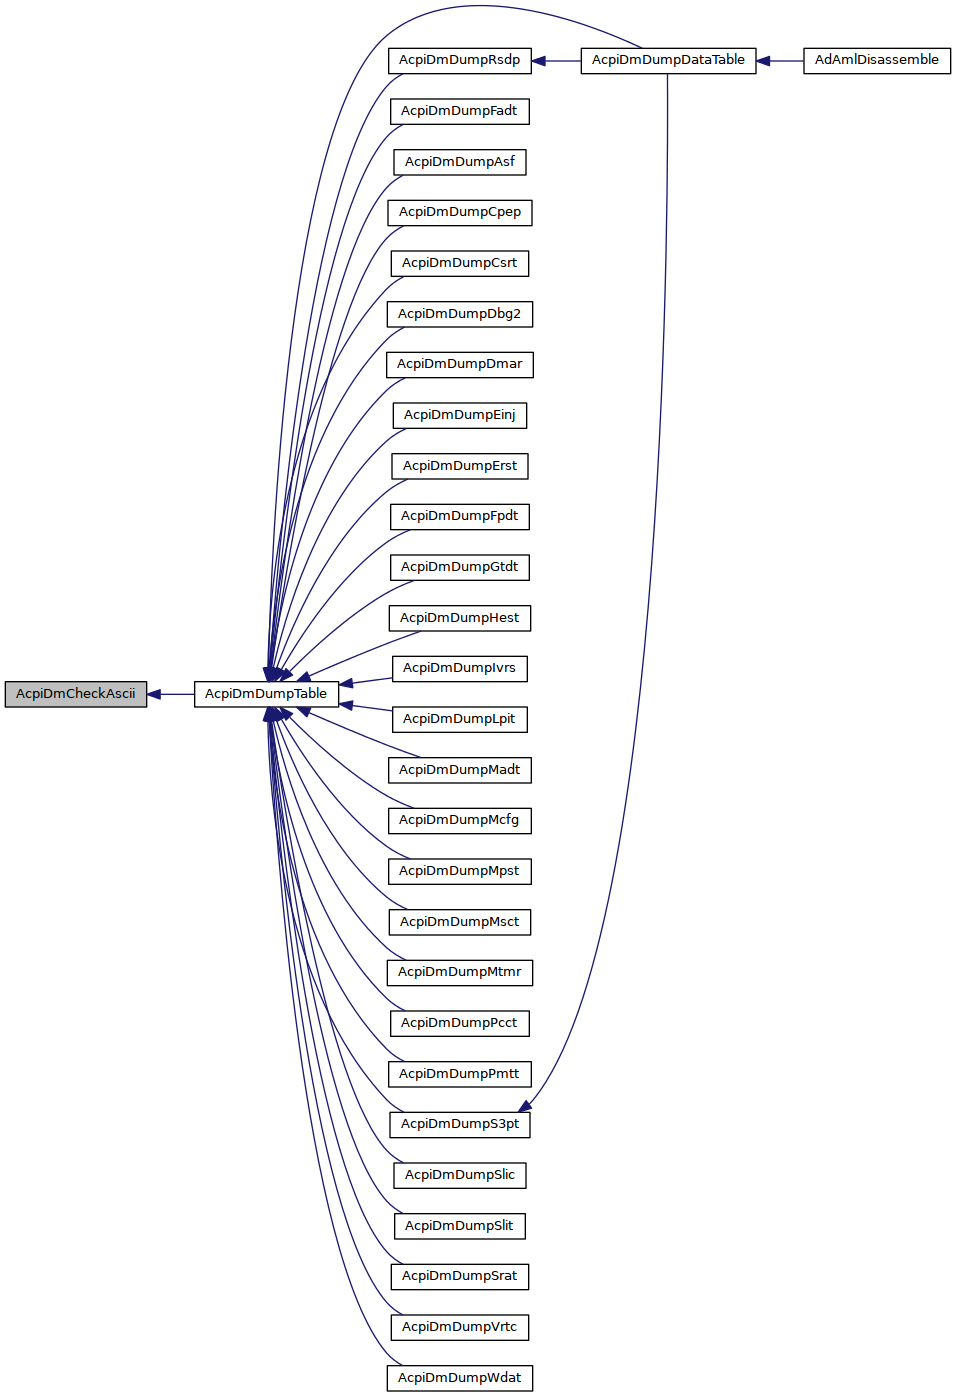 AcpiDmDumpRsdp
AcpiDmDumpDataTable
AdAmlDisassemble
AcpiDmDumpFadt
AcpiDmDumpAsf
AcpiDmDumpCpep
AcpiDmDumpCsrt
AcpiDmDumpDbg2
AcpiDmDumpDmar
AcpiDmDumpEinj
AcpiDmDumpErst
AcpiDmDumpFpdt
AcpiDmDumpGtdt
AcpiDmDumpHest
AcpiDmDumpIvrs
AcpiDmCheckAscii
AcpiDmDumpTable
AcpiDmDumpLpit
AcpiDmDumpMadt
AcpiDmDumpMcfg
AcpiDmDumpMpst
AcpiDmDumpMsct
AcpiDmDumpMtmr
AcpiDmDumpPcct
AcpiDmDumpPmtt
AcpiDmDumpS3pt
AcpiDmDumpSlic
AcpiDmDumpSlit
AcpiDmDumpSrat
AcpiDmDumpVrtc
AcpiDmDumpWdat